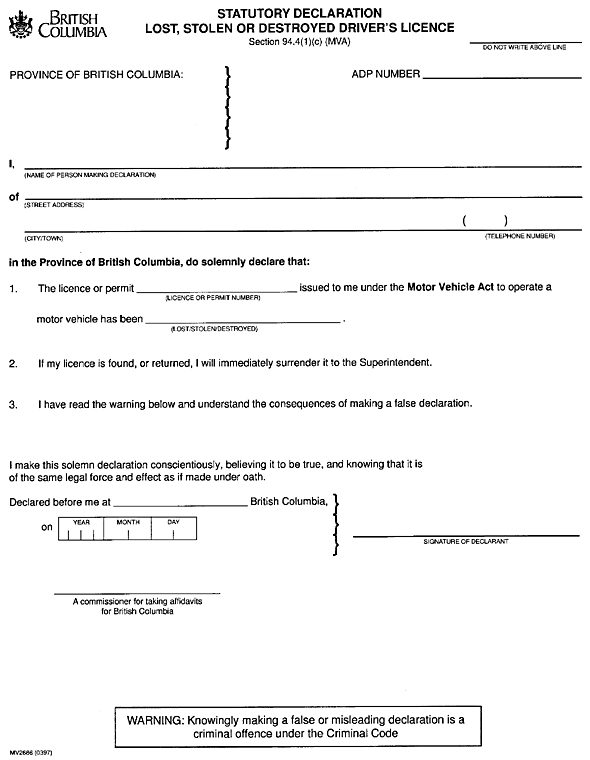 BRITISH
COLUMBIA
STATUTORY DECLARATION
LOST, STOLEN OR DESTROYED DRIVER'S LICENCE
Section 94.4(1)(c) (MVA)
DO NOT WRITE ABOVE LINE
PROVINCE OF BRITISH COLUMBIA:
ADP NUMBER
I,
(NAME OF PERSON MAKING DECLARATION)
of
(STREET ADDRESS)
( )
(CITY/TOWN) (TELEPHONE NUMBER)
in the Province of British Columbia, do solemnly declare that:
1. The licence or permit issued to me under the Motor Vehicle Act to operate a
(LICENCE OR PERMIT NUMBER)
motor vehicle has been .
(LOST/STOLEN/DESTROYED)
2. If my licence is found, or returned, I will immediately surrender it to the Superintendent.
3. I have read the warning below and understand the consequences of making a false declaration.
I make this solemn declaration conscientiously, believing it to be true, and knowing that it is
of the same legal force and effect as if made under oath.
Declared before me at British Columbia,
on YEAR MONTH DAY
SIGNATURE OF DECLARANT
A commissioner for taking affidavits
for British Columbia
WARNING: Knowingly making a false or misleading declaration is a
criminal offence under the Criminal Code
MV2686 (0397)